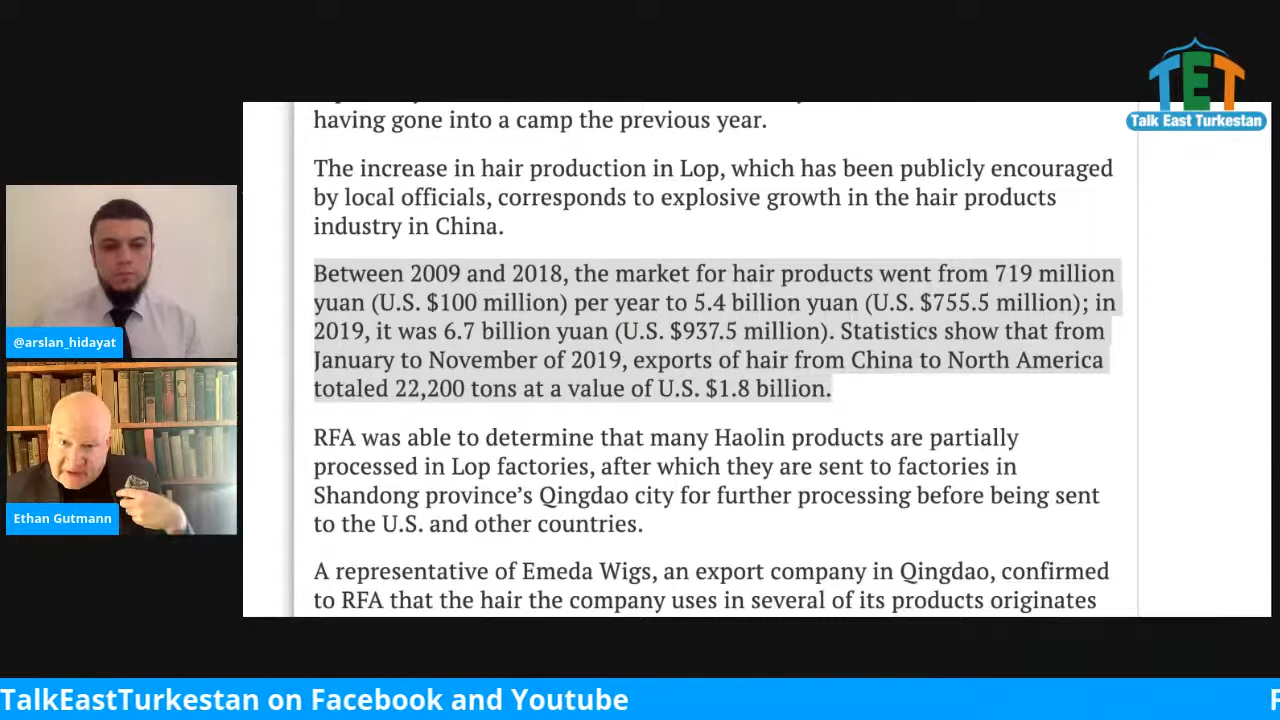 TET
Talk East Turkestan
having gone into a camp the previous year.
The increase in hair production in Lop, which has been publicly encouraged
by local officials, corresponds to explosive growth in the hair products
industry in China.
Between 2009 and 2018, the market for hair products went from 719 million
yuan (U.S. $100 million) per year to 5.4 billion yuan (U.S. $755.5 million); in
2019, it was 6.7 billion yuan (U.S. $937.5 million). Statistics show that from
January to November of 2019, exports of hair from China to North America
totaled 22,200 tons at a value of U.S. $1.8 billion.
RFA was able to determine that many Haolin products are partially
processed in Lop factories, after which they are sent to factories in
Shandong province's Qingdao city for further processing before being sent
to the U.S. and other countries.
A representative of Emeda Wigs, an export company in Qingdao, confirmed
to RFA that the hair the company uses in several of its products originates
@arslan_hidayat
Ethan Gutmann
TalkEastTurkestan on Facebook and Youtube